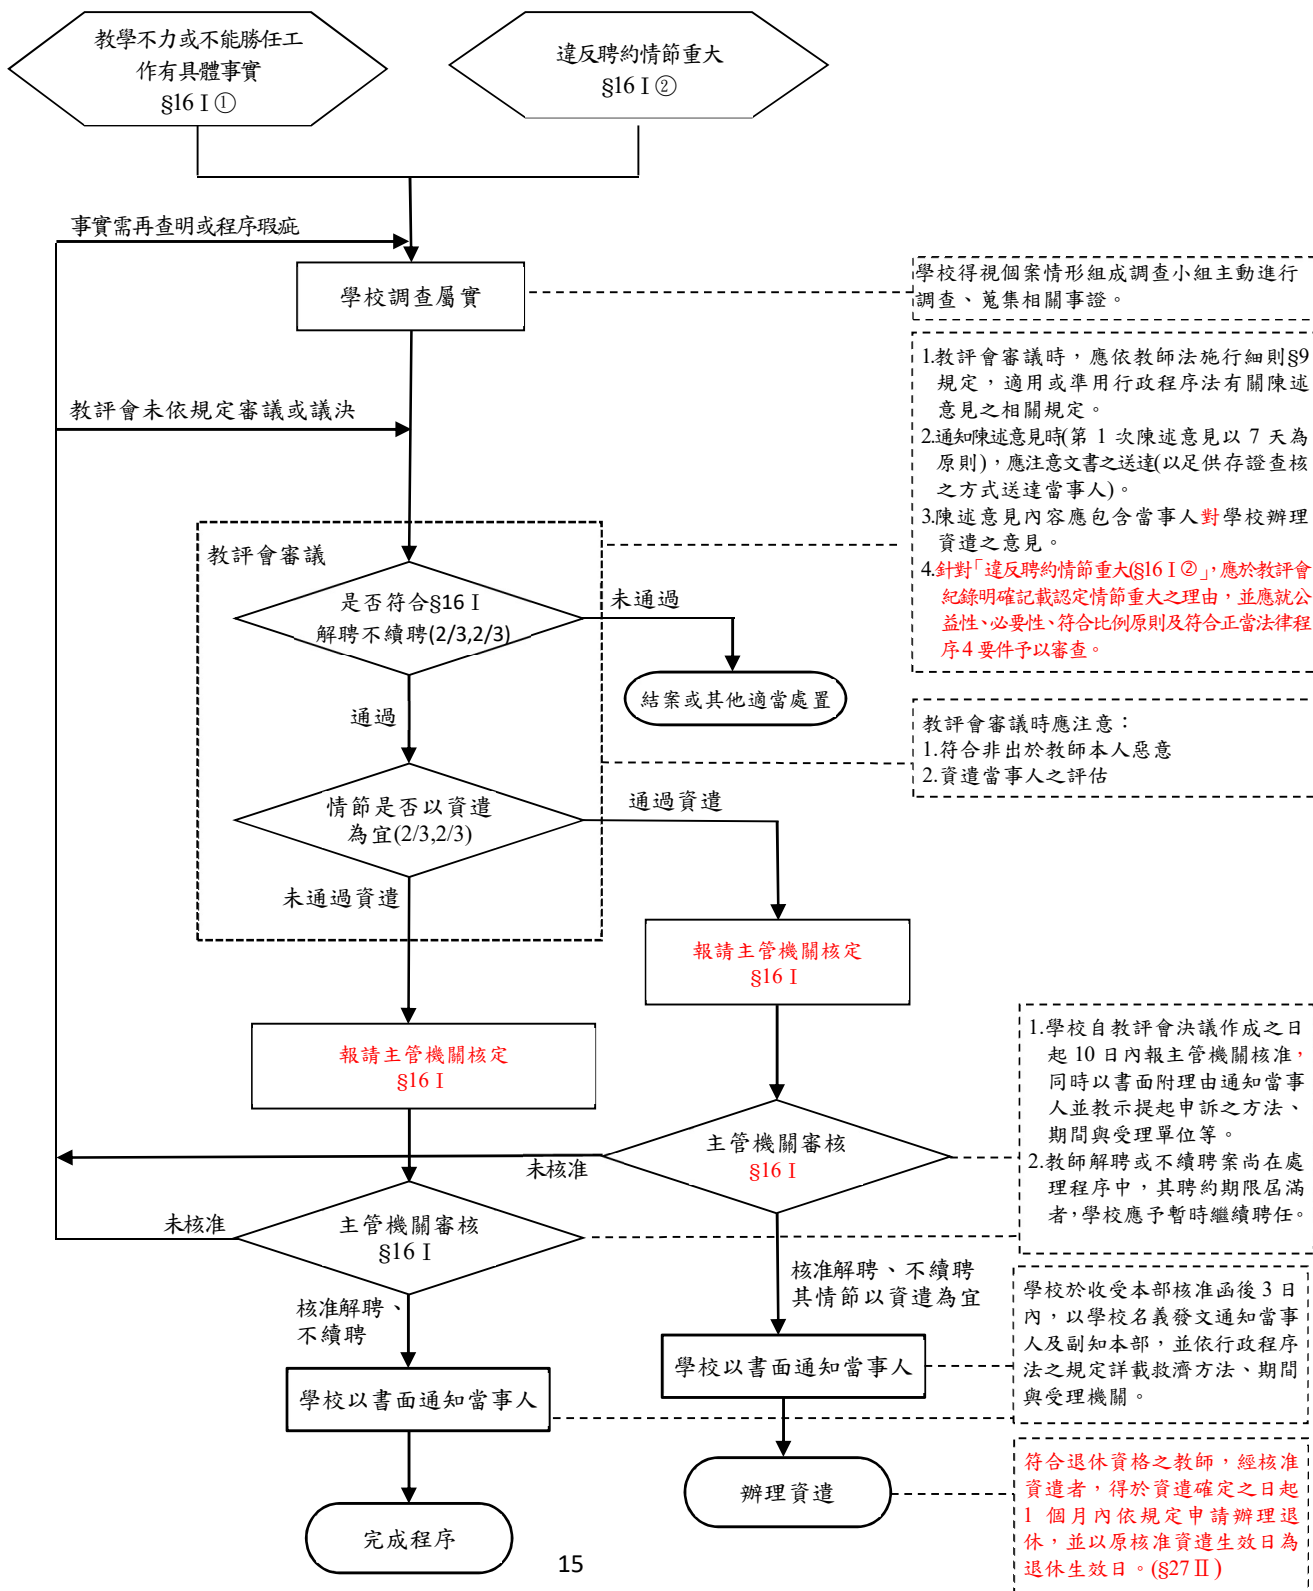 教學不力或不能勝任工
作有具體事實
§16 I ①
違反聘約情節重大
§16 I ②
事實需再查明或程序瑕疵
學校調查屬實
學校得視個案情形組成調查小組主動進行
調查、蒐集相關事證。
教評會未依規定審議或議決
1.教評會審議時，應依教師法施行細則§9
規定，適用或準用行政程序法有關陳述
意見之相關規定。
2.通知陳述意見時(第 1 次陳述意見以 7 天為
原則)，應注意文書之送達(以足供存證查核
之方式送達當事人)。
3.陳述意見內容應包含當事人對學校辦理
資遣之意見。
4.針對「違反聘約情節重大(§16 I ②」，應於教評會
紀錄明確記載認定情節重大之理由，並應就公
益性、必要性、符合比例原則及符合正當法律程
序 4 要件予以審查。
教評會審議
是否符合§16 I
解聘不續聘(2/3,2/3)
未通過
結案或其他適當處置
通過
教評會審議時應注意：
1.符合非出於教師本人惡意
2.資遣當事人之評估
情節是否以資遣
為宜(2/3,2/3)
通過資遣
未通過資遣
報請主管機關核定
§16 I
報請主管機關核定
§16 I
1.學校自教評會決議作成之日
起 10 日內報主管機關核准，
同時以書面附理由通知當事
人並教示提起申訴之方法、
期間與受理單位等。
2.教師解聘或不續聘案尚在處
理程序中，其聘約期限屆滿
者，學校應予暫時繼續聘任。
主管機關審核
§16 I
未核准
主管機關審核
§16 I
未核准
核准解聘、不續聘
其情節以資遣為宜
核准解聘、
不續聘
學校於收受本部核准函後 3 日
內，以學校名義發文通知當事
人及副知本部，並依行政程序
法之規定詳載救濟方法、期間
與受理機關。
學校以書面通知當事人
學校以書面通知當事人
辦理資遣
符合退休資格之教師，經核准
資遣者，得於資遣確定之日起
1 個月內依規定申請辦理退
休，並以原核准資遣生效日為
退休生效日。(§27 II )
完成程序
15